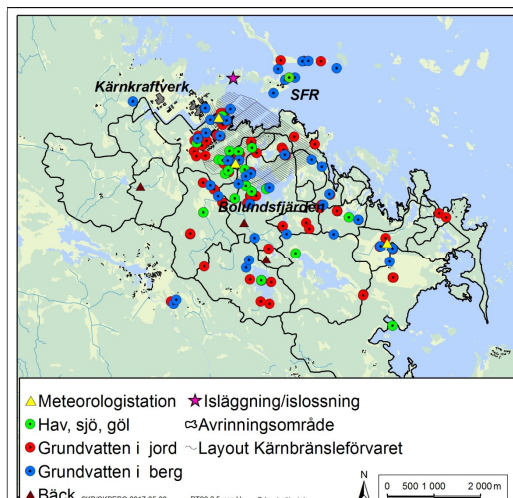 Kärnkraftverk
SFR
Bolundsfjärden
Meteorologistation
Isläggning/islossning
Hav, sjö, göl
Avrinningsområde
Grundvatten i jord
Layout Kärnbränsleförvaret
Grundvatten i berg
Bäck
N
0 500 1 000 2 000 m